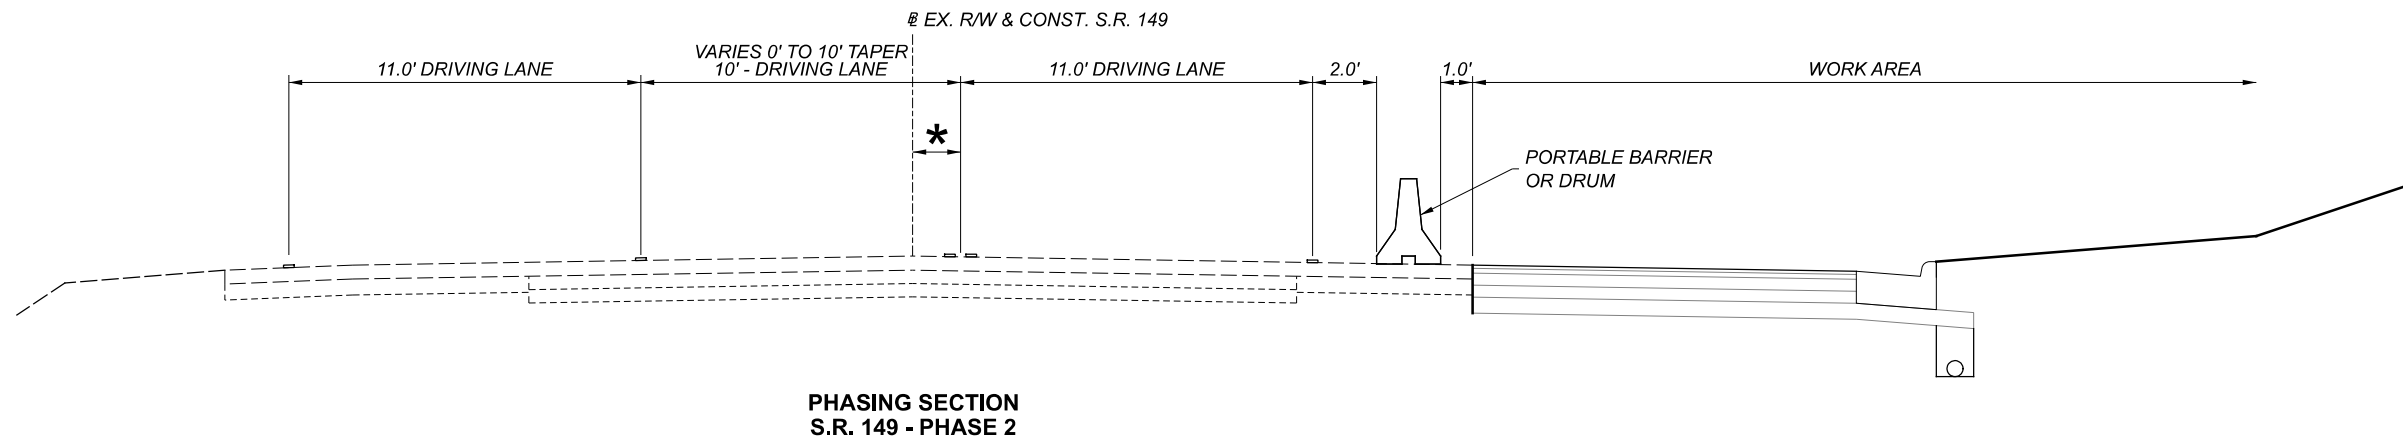 ℄ EX. R/W & CONST. S.R. 149
VARIES 0' TO 10' TAPER
11.0' DRIVING LANE
10' - DRIVING LANE
11.0' DRIVING LANE
2.0'
1.0'
WORK AREA
*
PORTABLE BARRIER
OR DRUM
PHASING SECTION
S.R. 149 - PHASE 2